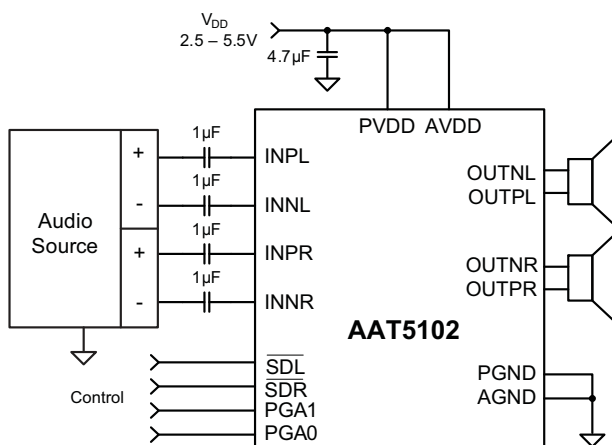 VDD
2.5 – 5.5V
4.7µF
PVDD AVDD
1µF
+
INPL
1µF
-
INNL
Audio
Source
1µF
+
INPR
1µF
-
INNR
OUTNL
OUTPL
OUTNR
OUTPR
AAT5102
Control
SDL
SDR
PGA1
PGA0
PGND
AGND